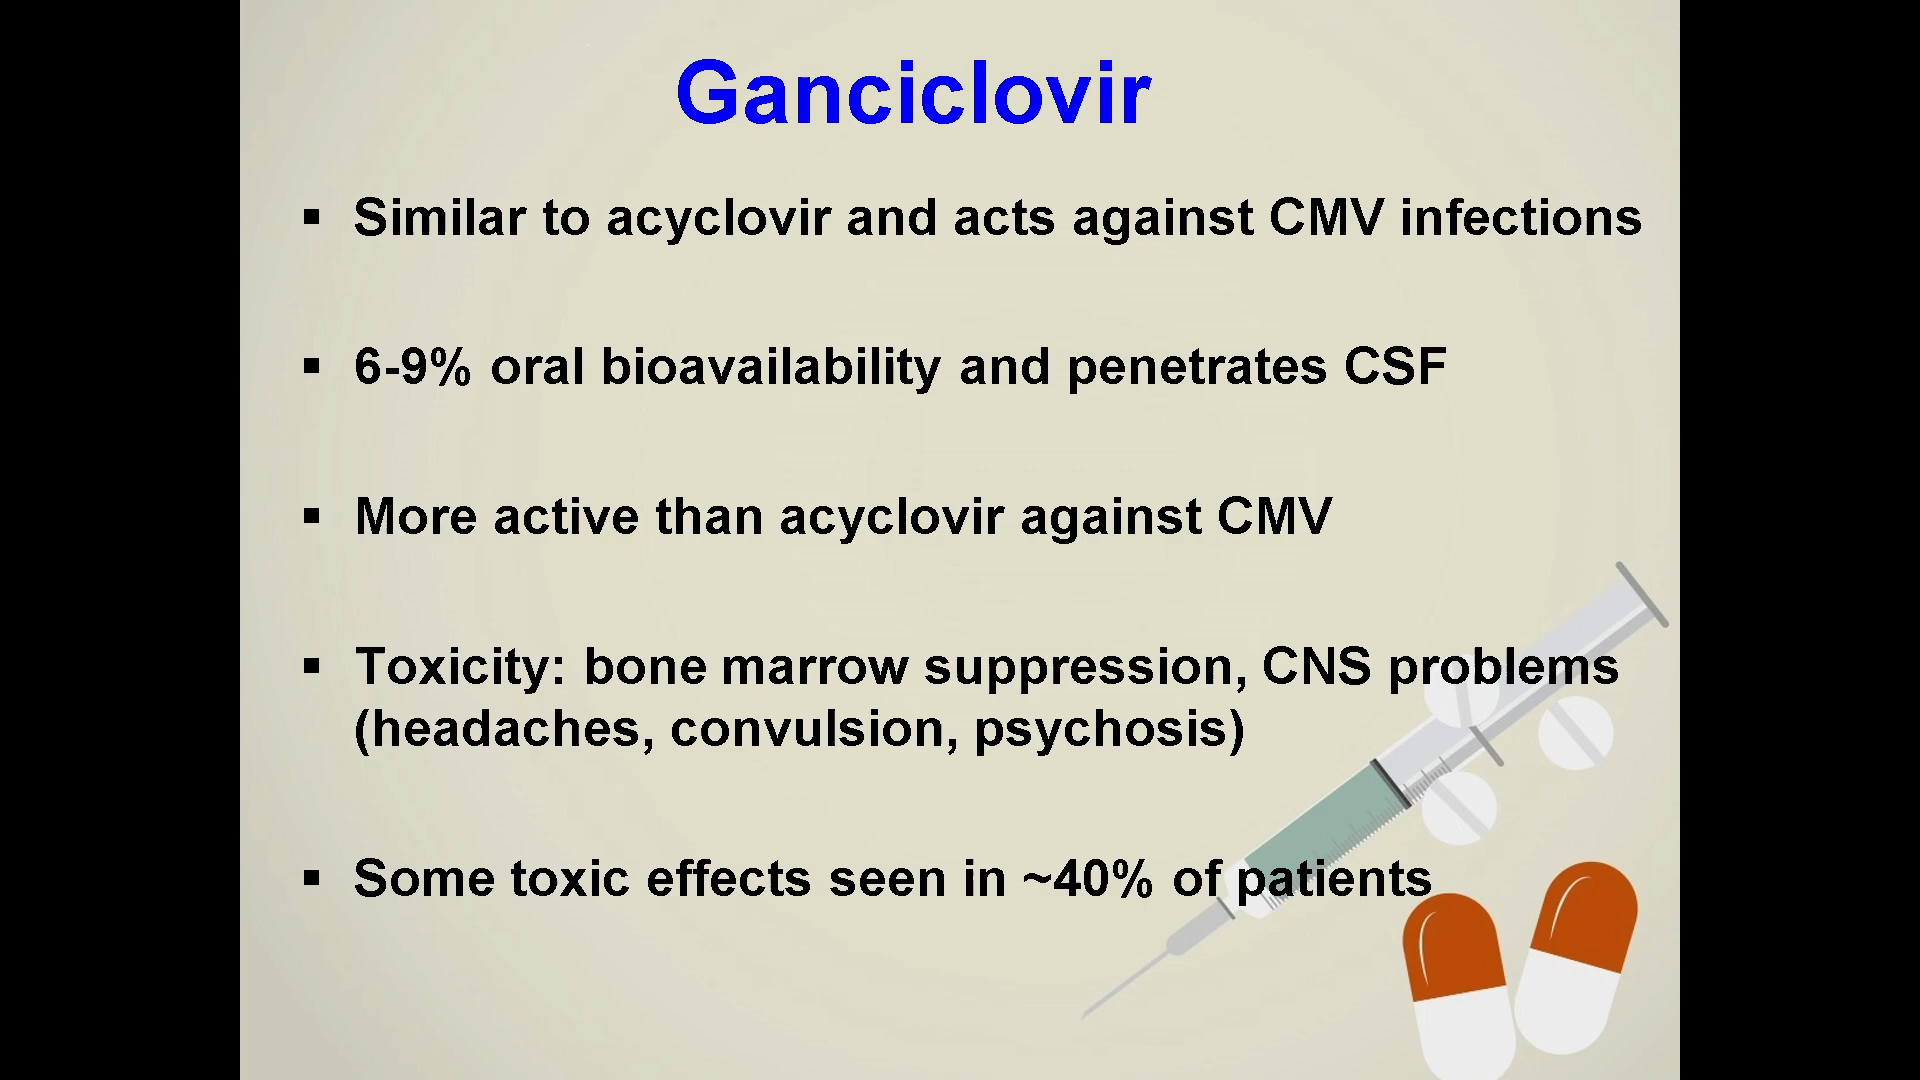 Ganciclovir
▪ Similar to acyclovir and acts against CMV infections
▪ 6-9% oral bioavailability and penetrates CSF
▪ More active than acyclovir against CMV
▪ Toxicity: bone marrow suppression, CNS problems
(headaches, convulsion, psychosis)
▪ Some toxic effects seen in ~40% of patients